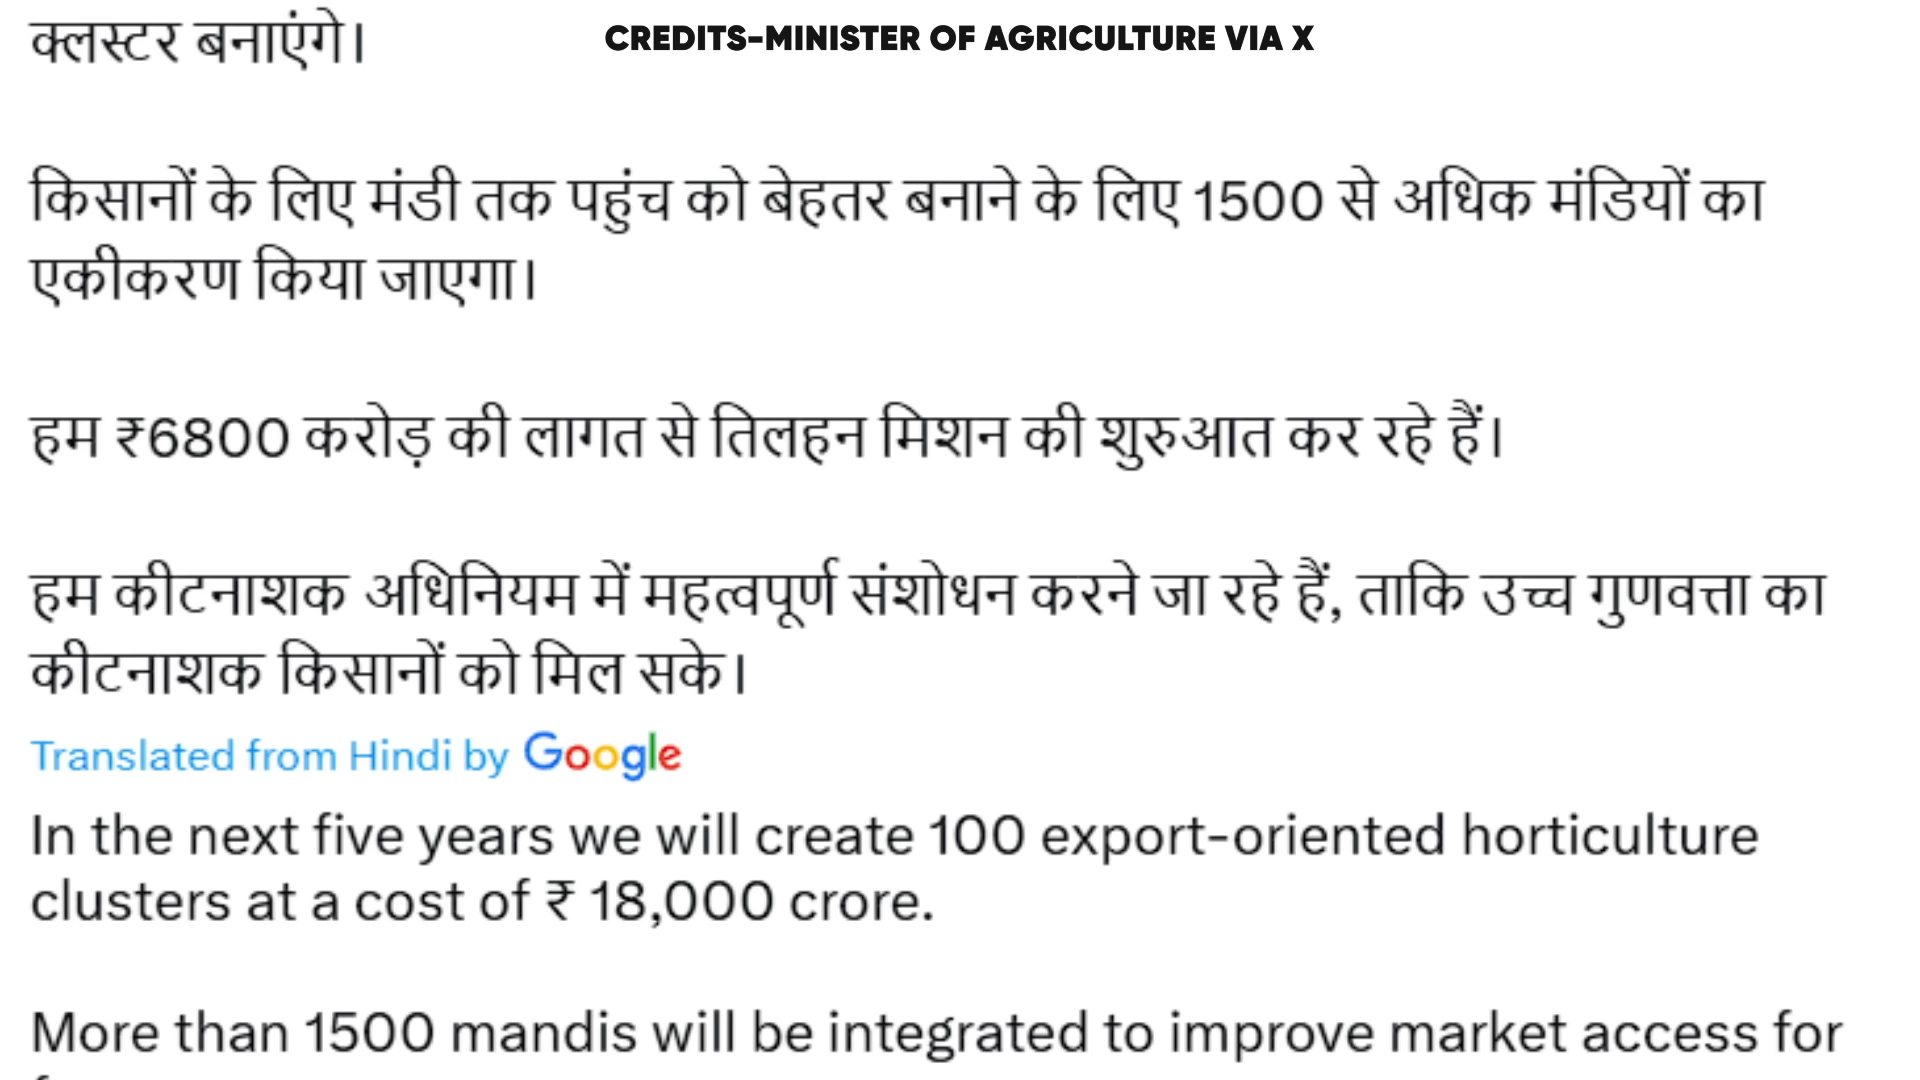 CREDITS-MINISTER OF AGRICULTURE VIA X
क्लस्टर बनाएंगे।
किसानों के लिए मंडी तक पहुंच को बेहतर बनाने के लिए 1500 से अधिक मंडियों का
एकीकरण किया जाएगा।
हम ₹6800 करोड़ की लागत से तिलहन मिशन की शुरुआत कर रहे हैं।
हम कीटनाशक अधिनियम में महत्वपूर्ण संशोधन करने जा रहे हैं, ताकि उच्च गुणवत्ता का
कीटनाशक किसानों को मिल सके।
Translated from Hindi by Google
In the next five years we will create 100 export-oriented horticulture
clusters at a cost of ₹ 18,000 crore.
More than 1500 mandis will be integrated to improve market access for